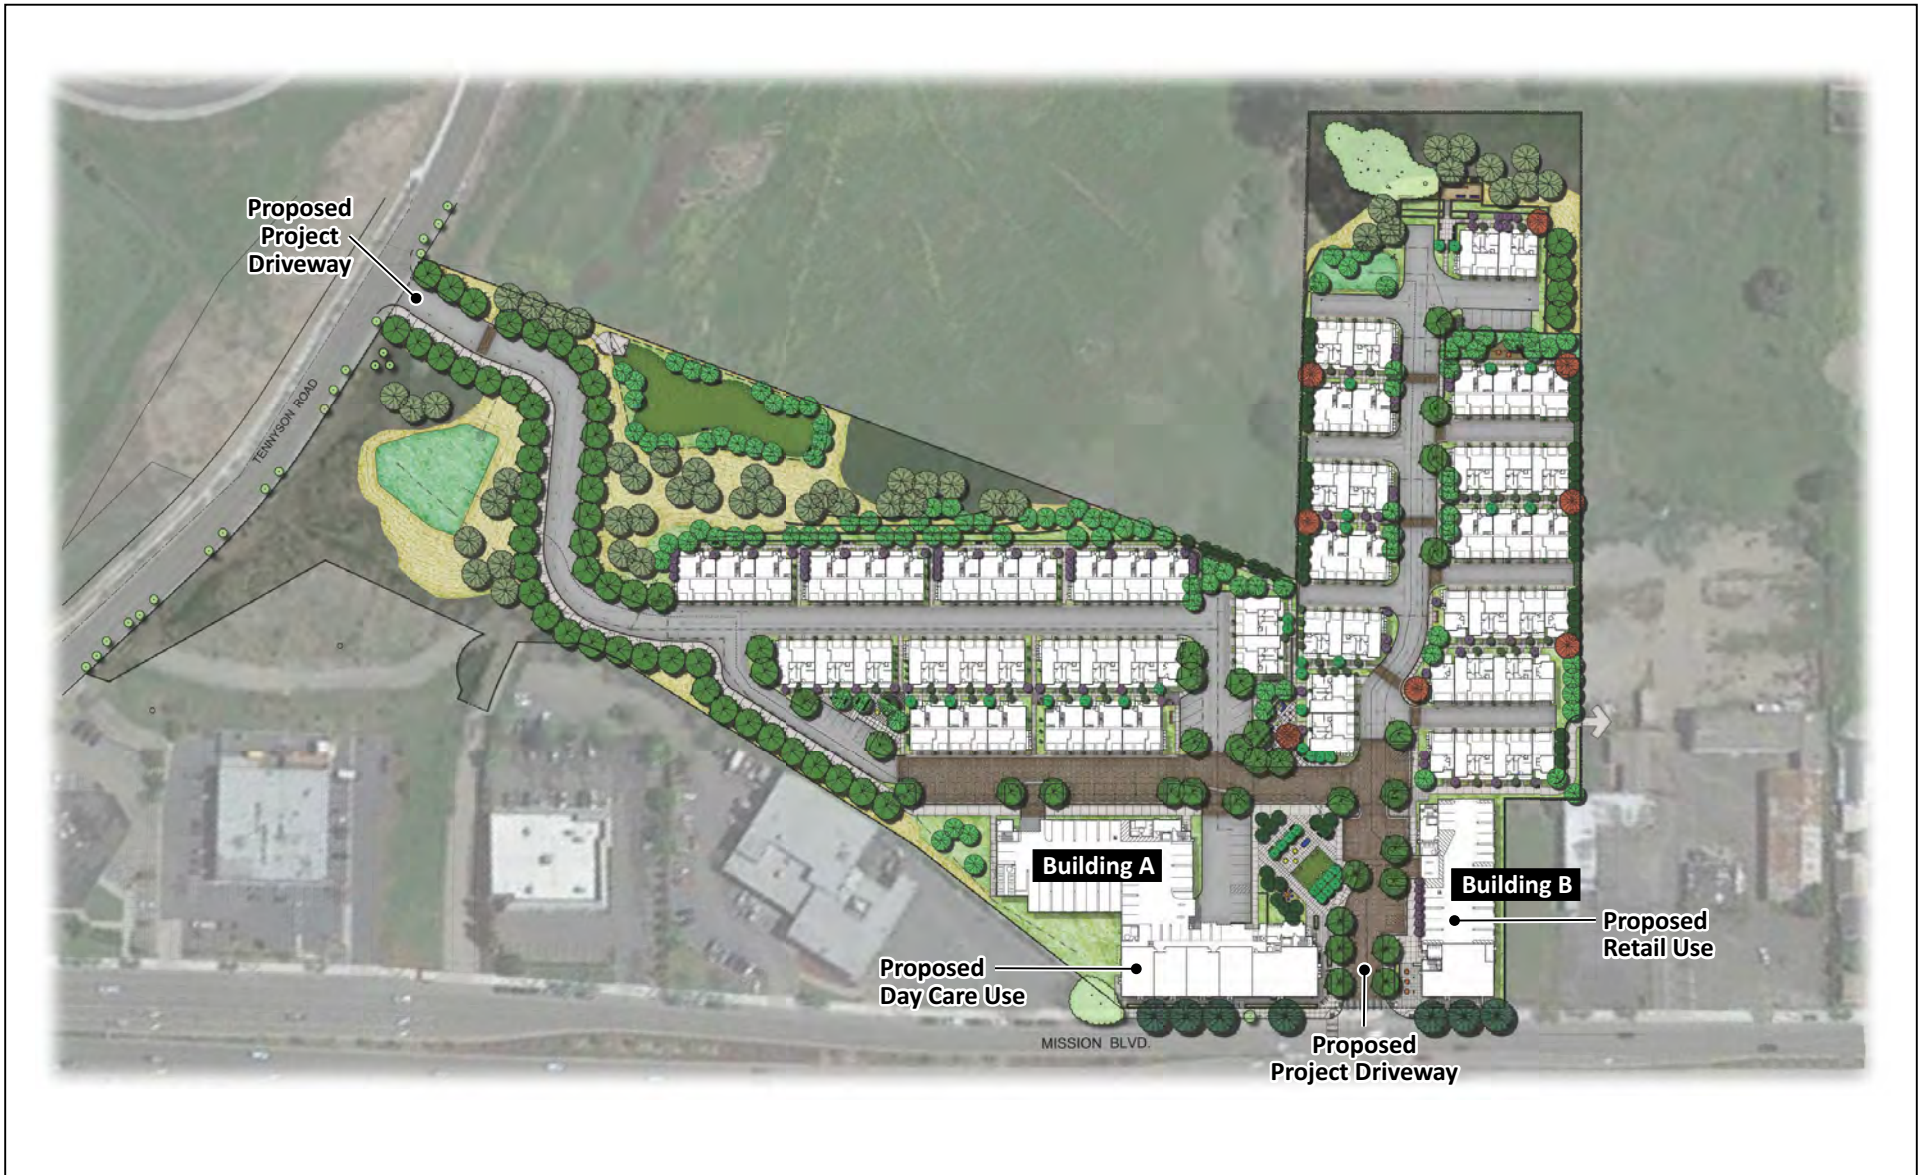 Proposed
Project
Driveway
TENNYSON ROAD
Building A
Building B
Proposed
Retail Use
Proposed
Day Care Use
MISSION BLVD.
Proposed
Project Driveway